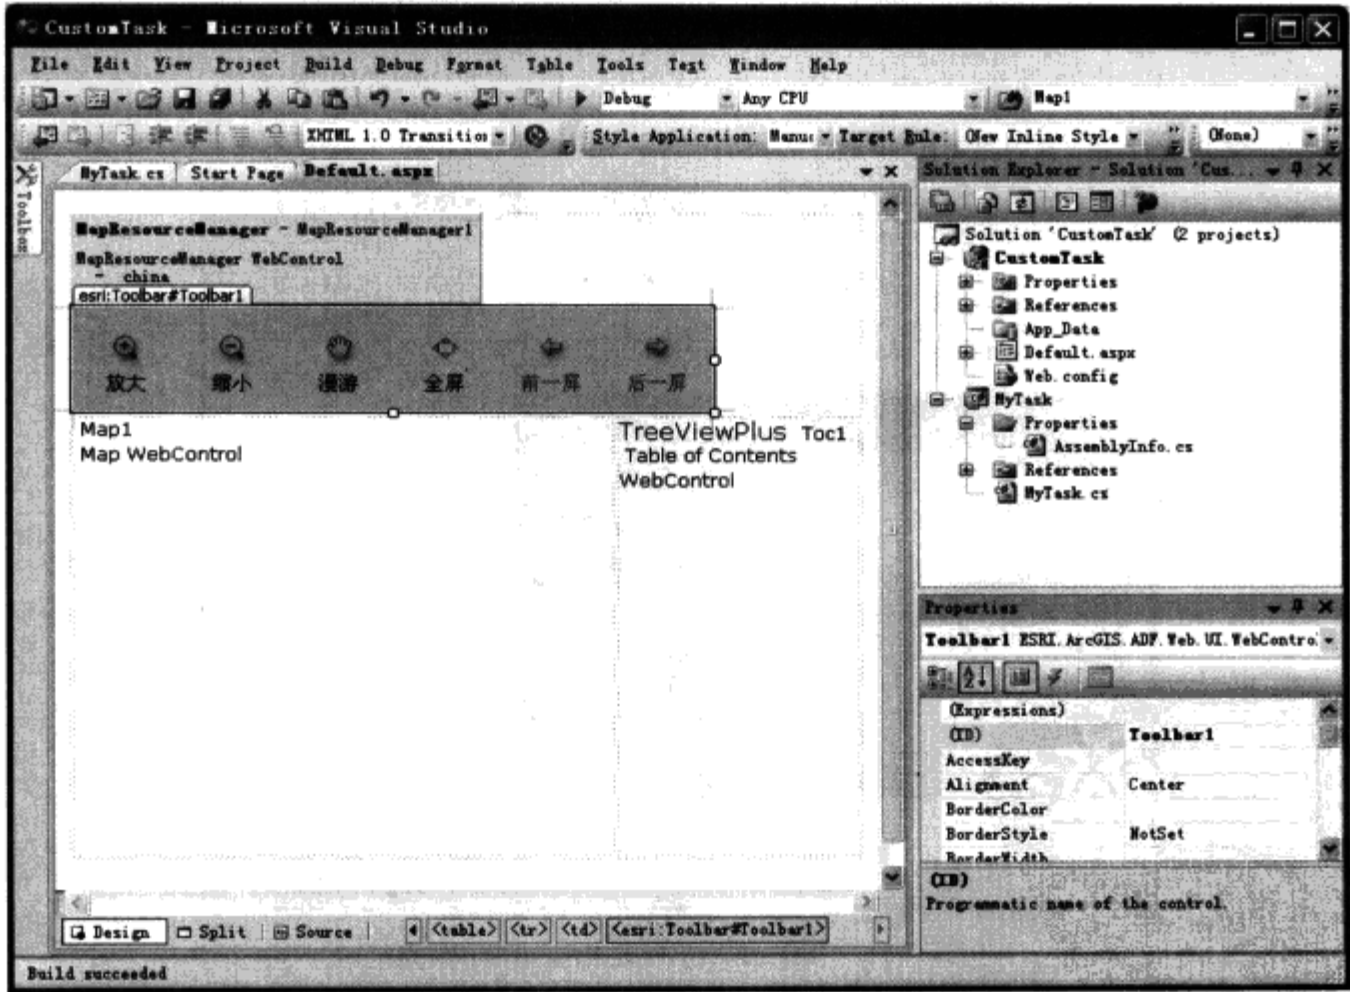 CustomTask - Microsoft Visual Studio
File Edit View Project Build Debug Format Table Tools Text Window Help
Debug Any CPU Map1
XHTML 1.0 Transition Style Application: Manua Target Rule: (New Inline Style (None)
Toolbox
MyTask.cs Start Page Default.aspx
MapResourceManager - MapResourceManager1
MapResourceManager WebControl
- china
esri:Toolbar#Toolbar1
放大 缩小 漫游 全屏 前一屏 后一屏
Map1
Map WebControl
TreeViewPlus Toc1
Table of Contents
WebControl
Design Split Source <table> <tr> <td> <esri:Toolbar#Toolbar1>
Build succeeded
Solution Explorer - Solution 'Cus...
Solution 'CustomTask' (2 projects)
CustomTask
Properties
References
App_Data
Default.aspx
Web.config
MyTask
Properties
AssemblyInfo.cs
References
MyTask.cs
Properties
Toolbar1 ESRI.ArcGIS.ADF.Web.UI.WebContro
(Expressions)
(ID) Toolbar1
AccessKey
Alignment Center
BorderColor
BorderStyle NotSet
BorderWidth
(ID)
Programmatic name of the control.